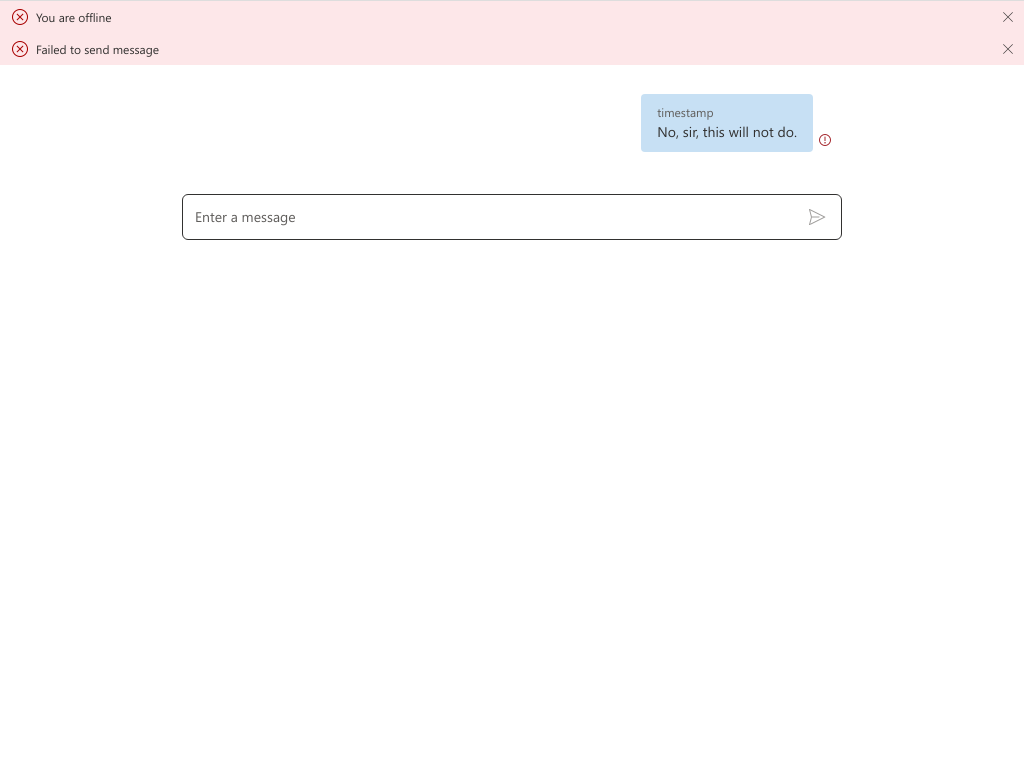 You are offline
Failed to send message
timestamp
No, sir, this will not do.
Enter a message